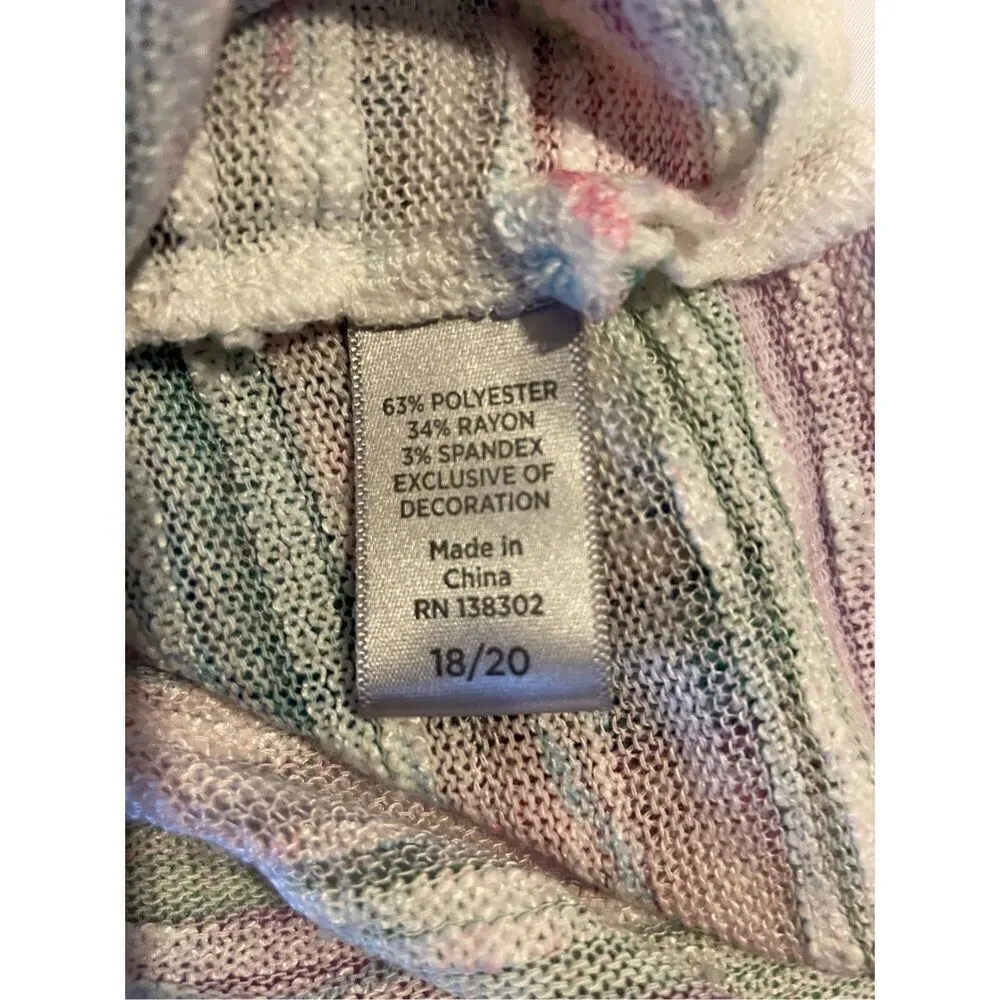 63% POLYESTER
34% RAYON
3% SPANDEX
EXCLUSIVE OF
DECORATION
Made in
China
RN 138302
18/20